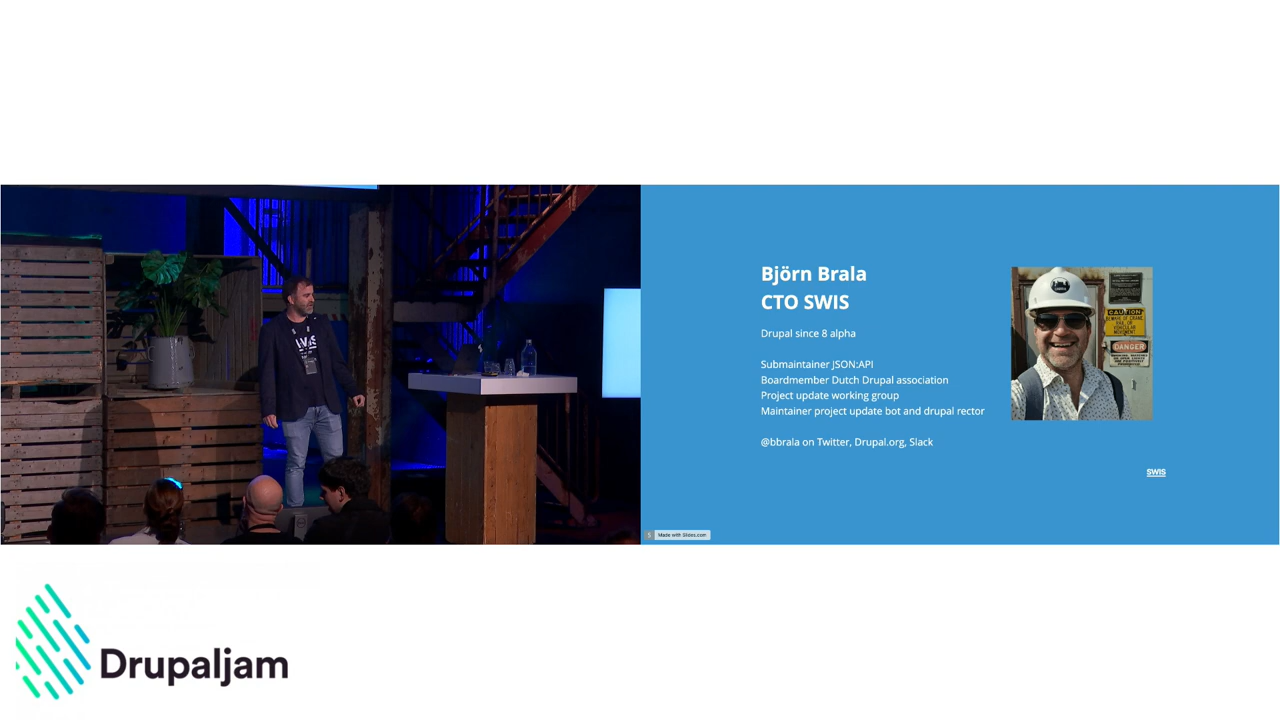 Björn Brala
CTO SWIS
Drupal since 8 alpha
Submaintainer JSON:API
Boardmember Dutch Drupal association
Project update working group
Maintainer project update bot and drupal rector
@bbrala on Twitter, Drupal.org, Slack
CAUTION
DANGER
SWIS
Made with Slides.com
Drupaljam